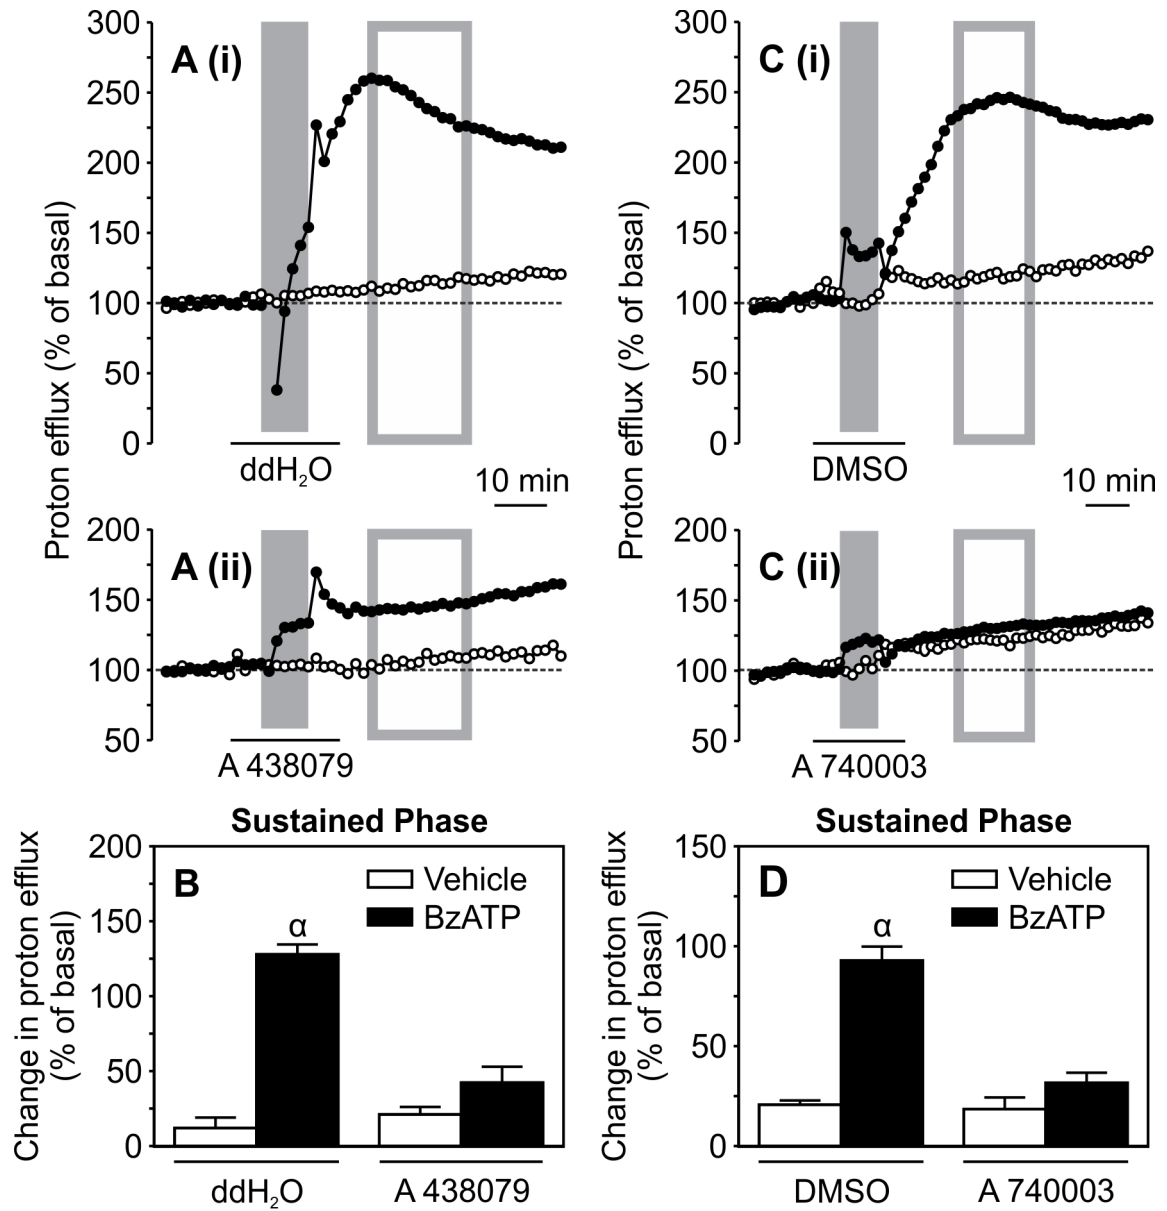 A (i)
Proton efflux (% of basal)
300
250
200
150
100
50
0
ddH₂O
10 min
A (ii)
200
150
100
50
A 438079
C (i)
Proton efflux (% of basal)
300
250
200
150
100
50
0
DMSO
10 min
C (ii)
200
150
100
50
A 740003
Sustained Phase
B
Change in proton efflux
(% of basal)
200
150
100
50
0
Vehicle
BzATP
α
ddH₂O
A 438079
Sustained Phase
D
Change in proton efflux
(% of basal)
150
100
50
0
Vehicle
BzATP
α
DMSO
A 740003